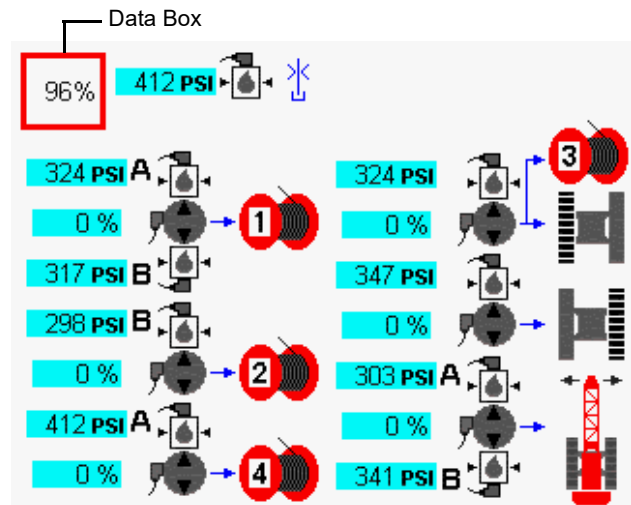 Data Box
96% 412 PSI
324 PSI A
0 % 1
317 PSI B
298 PSI B
0 % 2
412 PSI A
0 % 4
324 PSI 3
0 %
347 PSI
0 %
303 PSI A
0 %
341 PSI B